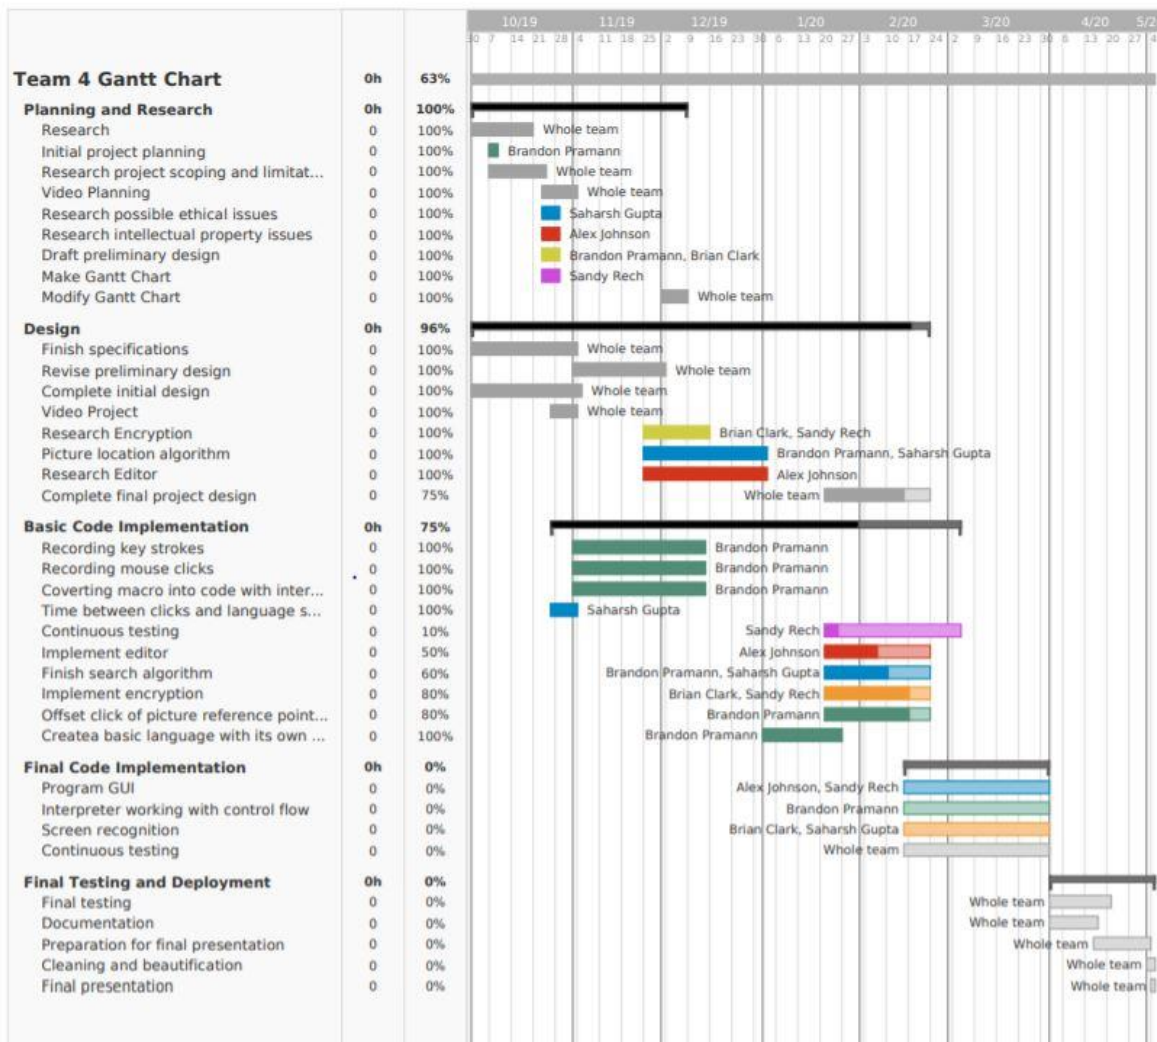 10/19 11/19 12/19 1/20 2/20 3/20 4/20 5/2
30 7 14 21 28 4 11 18 25 2 9 16 23 30 6 13 20 27 3 10 17 24 2 9 16 23 30 6 13 20 27 4
Team 4 Gantt Chart 0h 63%
Planning and Research 0h 100%
Research 0 100% Whole team
Initial project planning 0 100% Brandon Pramann
Research project scoping and limitat... 0 100% Whole team
Video Planning 0 100% Whole team
Research possible ethical issues 0 100% Saharsh Gupta
Research intellectual property issues 0 100% Alex Johnson
Draft preliminary design 0 100% Brandon Pramann, Brian Clark
Make Gantt Chart 0 100% Sandy Rech
Modify Gantt Chart 0 100% Whole team
Design 0h 96%
Finish specifications 0 100% Whole team
Revise preliminary design 0 100% Whole team
Complete initial design 0 100% Whole team
Video Project 0 100% Whole team
Research Encryption 0 100% Brian Clark, Sandy Rech
Picture location algorithm 0 100% Brandon Pramann, Saharsh Gupta
Research Editor 0 100% Alex Johnson
Complete final project design 0 75% Whole team
Basic Code Implementation 0h 75%
Recording key strokes 0 100% Brandon Pramann
Recording mouse clicks 0 100% Brandon Pramann
Coverting macro into code with inter... 0 100% Brandon Pramann
Time between clicks and language s... 0 100% Saharsh Gupta
Continuous testing 0 10% Sandy Rech
Implement editor 0 50% Alex Johnson
Finish search algorithm 0 60% Brandon Pramann, Saharsh Gupta
Implement encryption 0 80% Brian Clark, Sandy Rech
Offset click of picture reference point... 0 80% Brandon Pramann
Createa basic language with its own ... 0 100% Brandon Pramann
Final Code Implementation 0h 0%
Program GUI 0 0% Alex Johnson, Sandy Rech
Interpreter working with control flow 0 0% Brandon Pramann
Screen recognition 0 0% Brian Clark, Saharsh Gupta
Continuous testing 0 0% Whole team
Final Testing and Deployment 0h 0%
Final testing 0 0% Whole team
Documentation 0 0% Whole team
Preparation for final presentation 0 0% Whole team
Cleaning and beautification 0 0% Whole team
Final presentation 0 0% Whole team